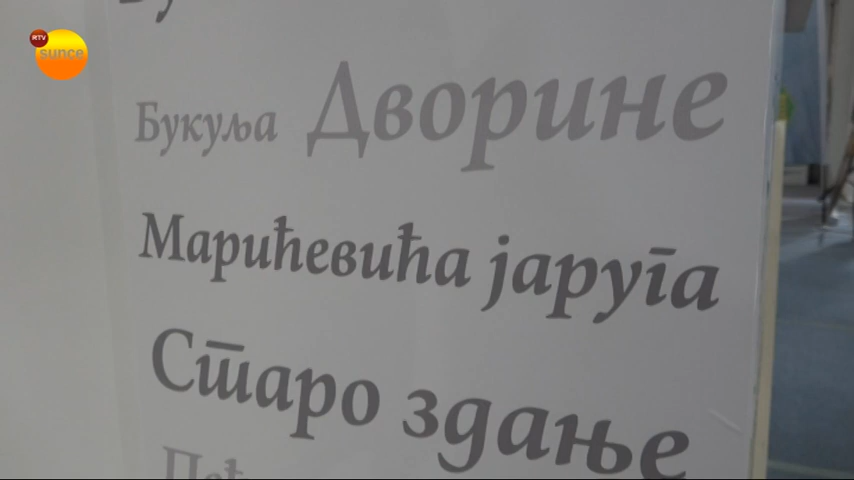 RTV
sunce
Букуља Дворине
Марићевића јаруга
Старо здање